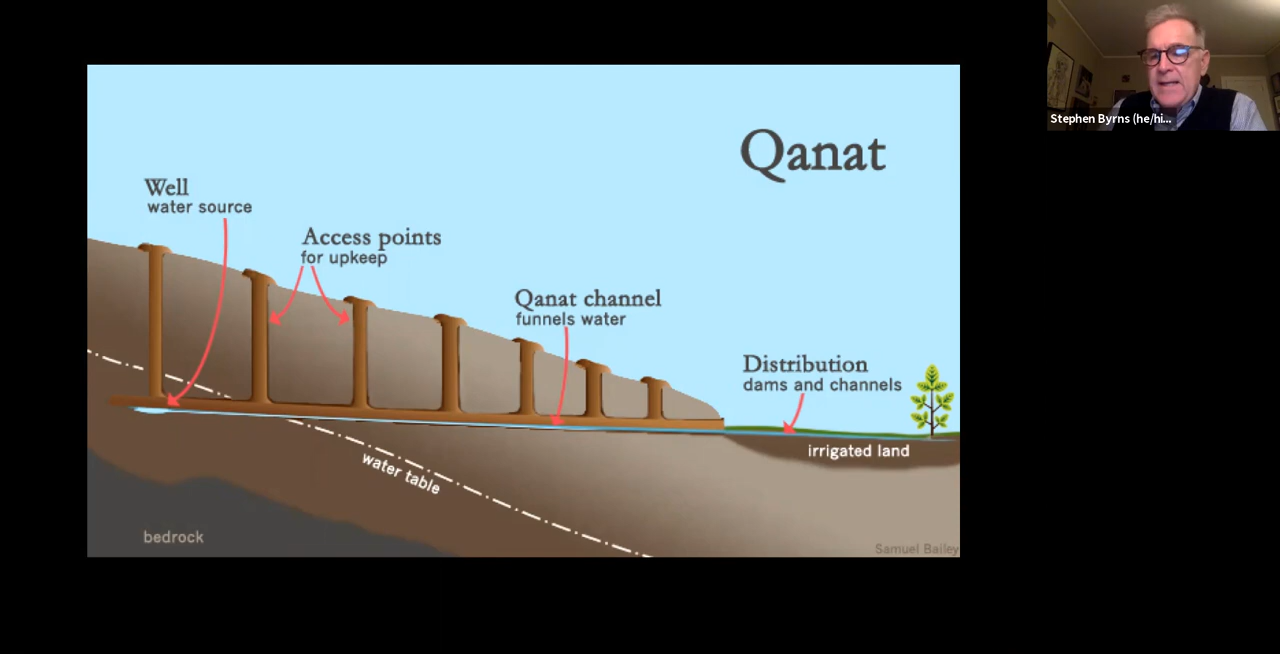 Qanat
Well
water source
Access points
for upkeep
Qanat channel
funnels water
Distribution
dams and channels
irrigated land
water table
bedrock
Samuel Bailey
Stephen Byrns (he/hi...